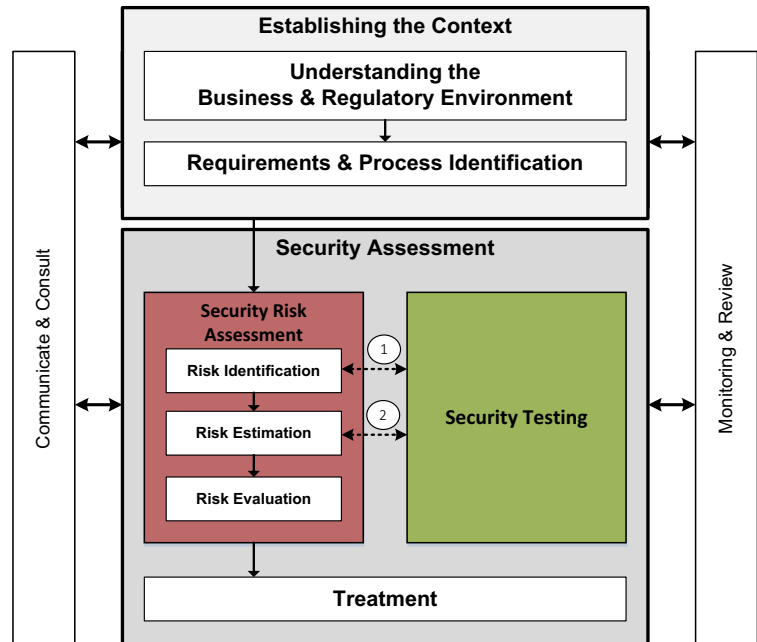 Establishing the Context
Understanding the
Business & Regulatory Environment
Requirements & Process Identification
Communicate & Consult
Monitoring & Review
Security Assessment
Security Risk
Assessment
Risk Identification
1
Risk Estimation
2
Risk Evaluation
Security Testing
Treatment